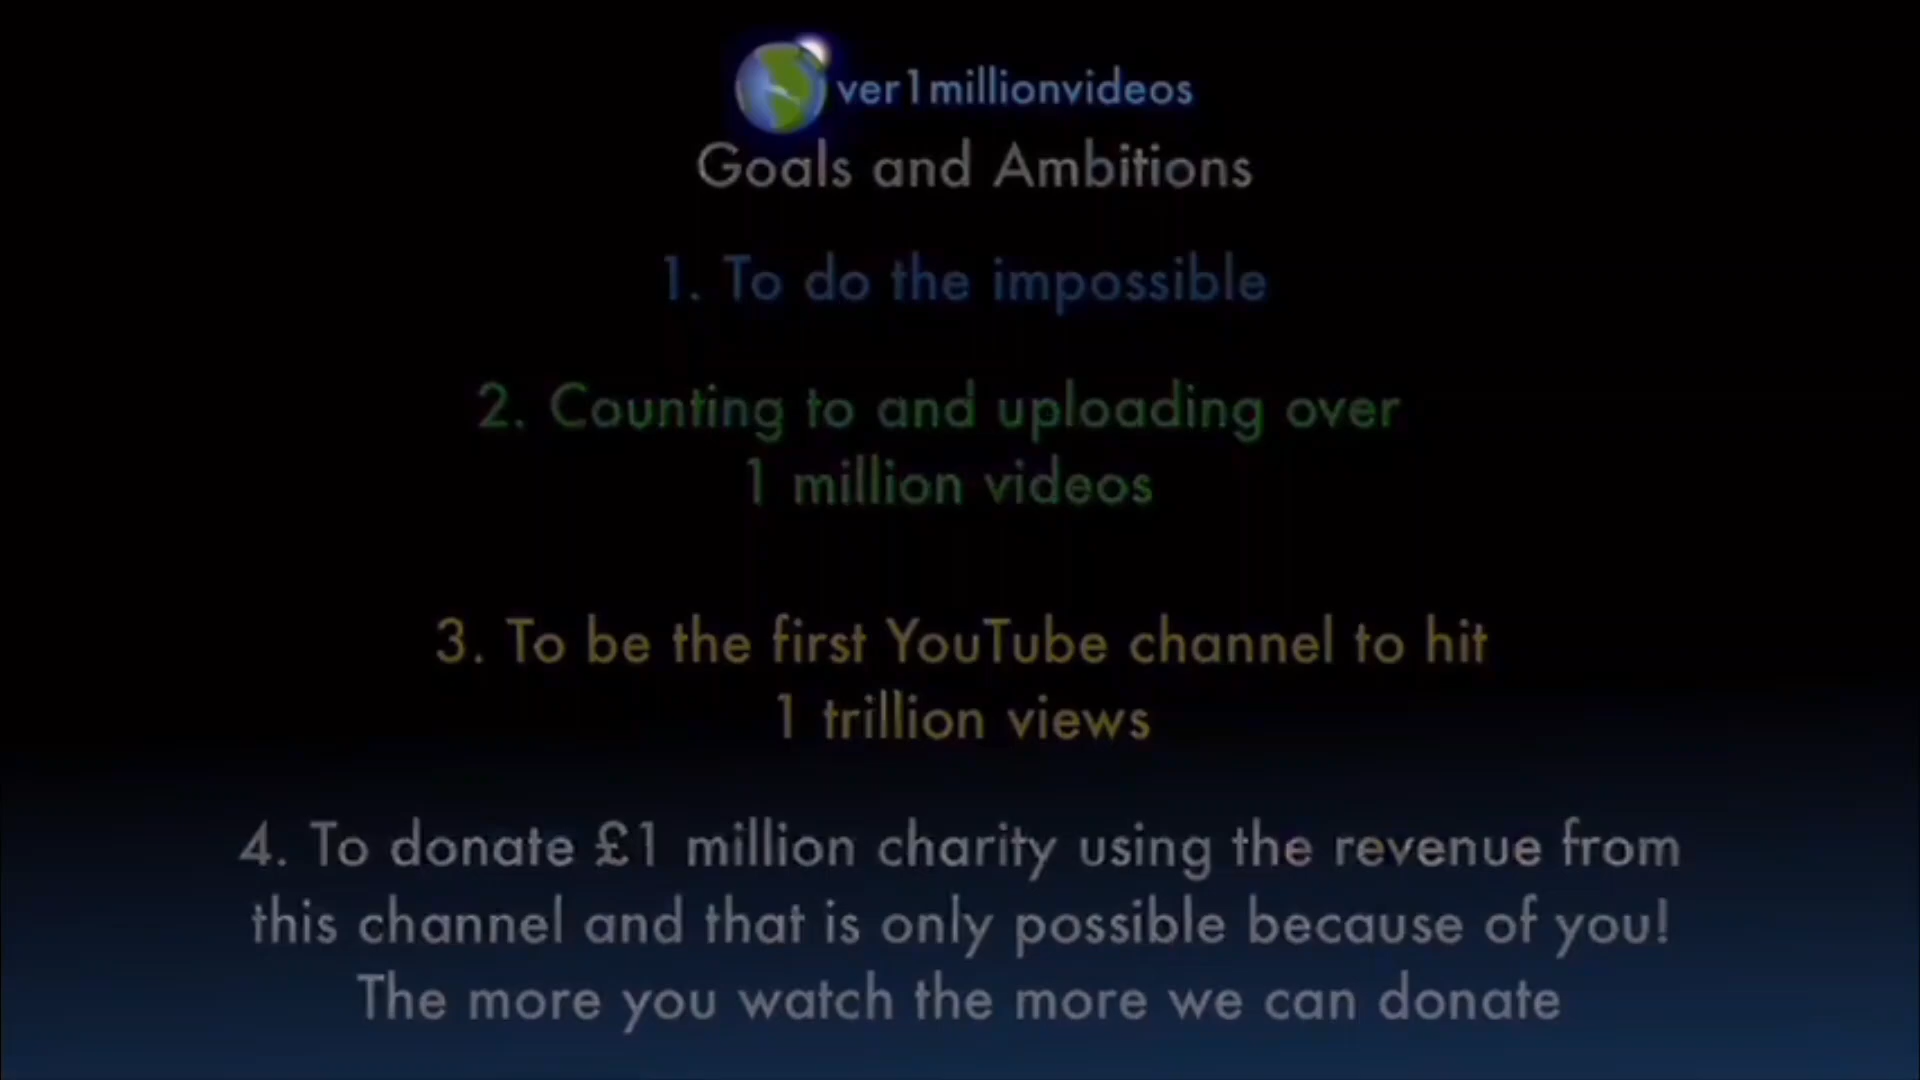 ver1millionvideos
Goals and Ambitions
1. To do the impossible
2. Counting to and uploading over
1 million videos
3. To be the first YouTube channel to hit
1 trillion views
4. To donate £1 million charity using the revenue from
this channel and that is only possible because of you!
The more you watch the more we can donate